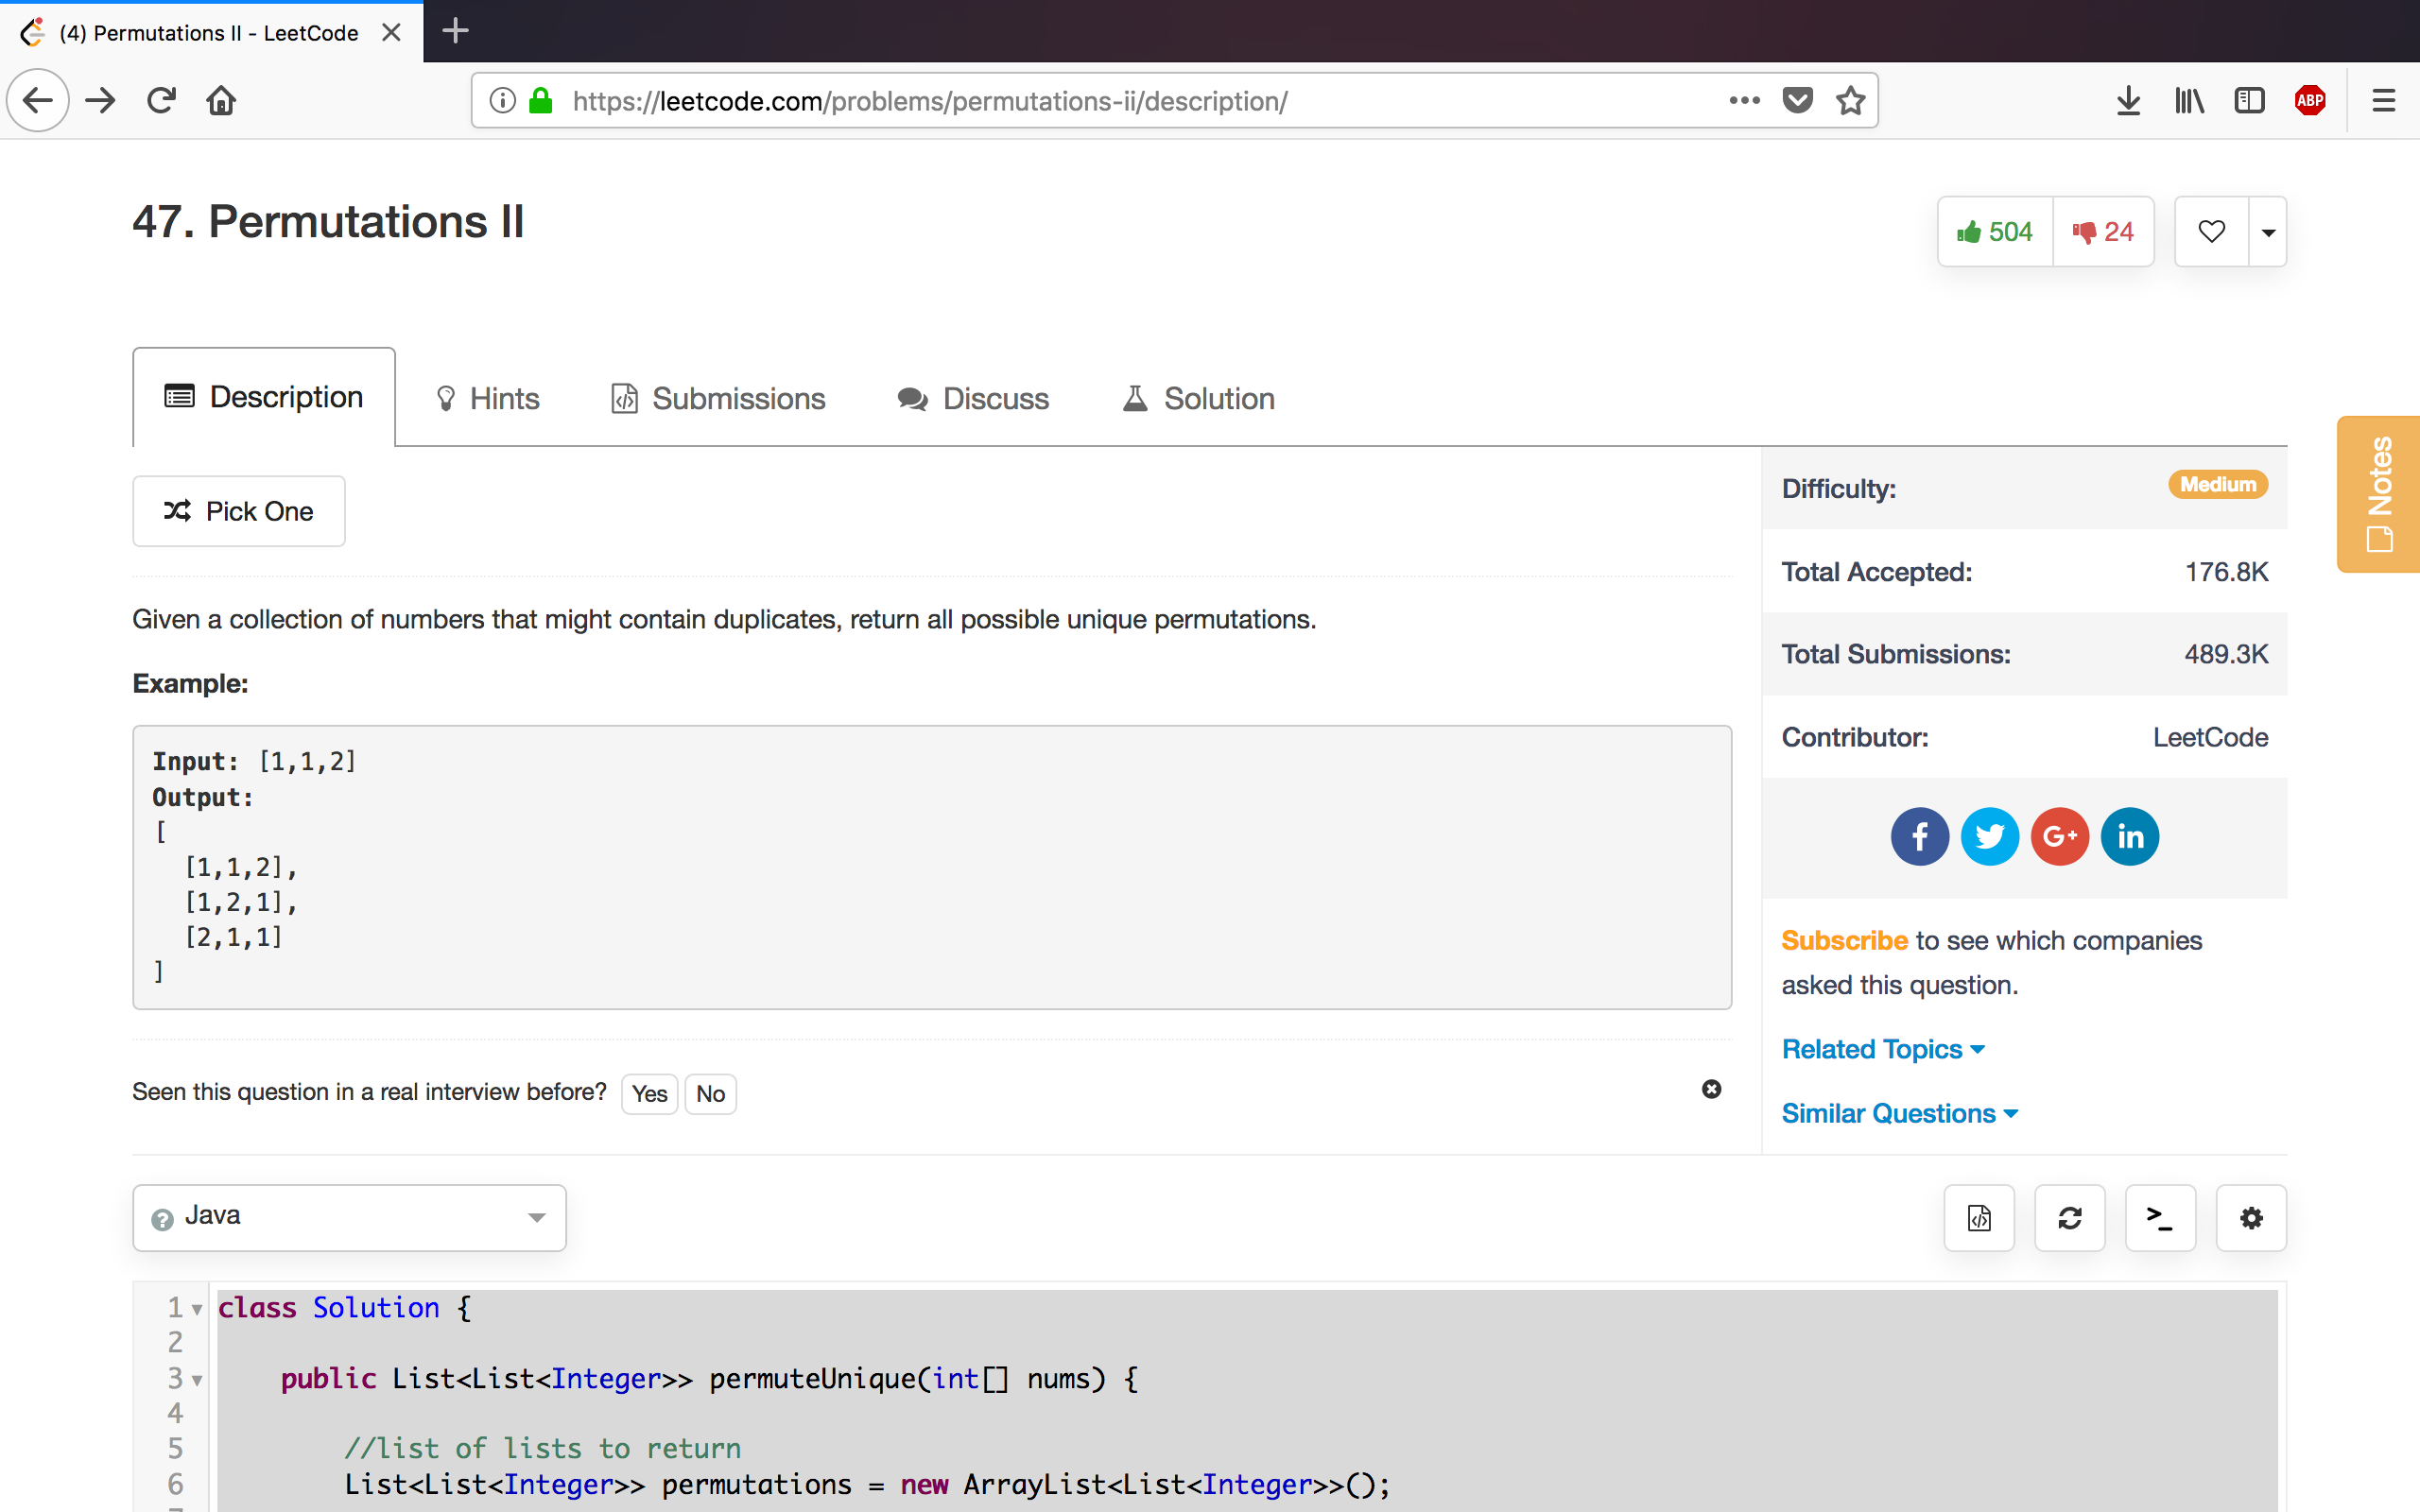 (4) Permutations II - LeetCode
https://leetcode.com/problems/permutations-ii/description/
ABP
47. Permutations II
504
24
Description
Hints
Submissions
Discuss
Solution
Pick One
Notes
Given a collection of numbers that might contain duplicates, return all possible unique permutations.
Example:
Input: [1,1,2]
Output:
[
[1,1,2],
[1,2,1],
[2,1,1]
]
Seen this question in a real interview before? Yes No
Difficulty: Medium
Total Accepted: 176.8K
Total Submissions: 489.3K
Contributor: LeetCode
f
G+
in
Subscribe to see which companies
asked this question.
Related Topics
Similar Questions
? Java
</>
>_
1 class Solution {
2
3 public List<List<Integer>> permuteUnique(int[] nums) {
4
5 //list of lists to return
6 List<List<Integer>> permutations = new ArrayList<List<Integer>>();